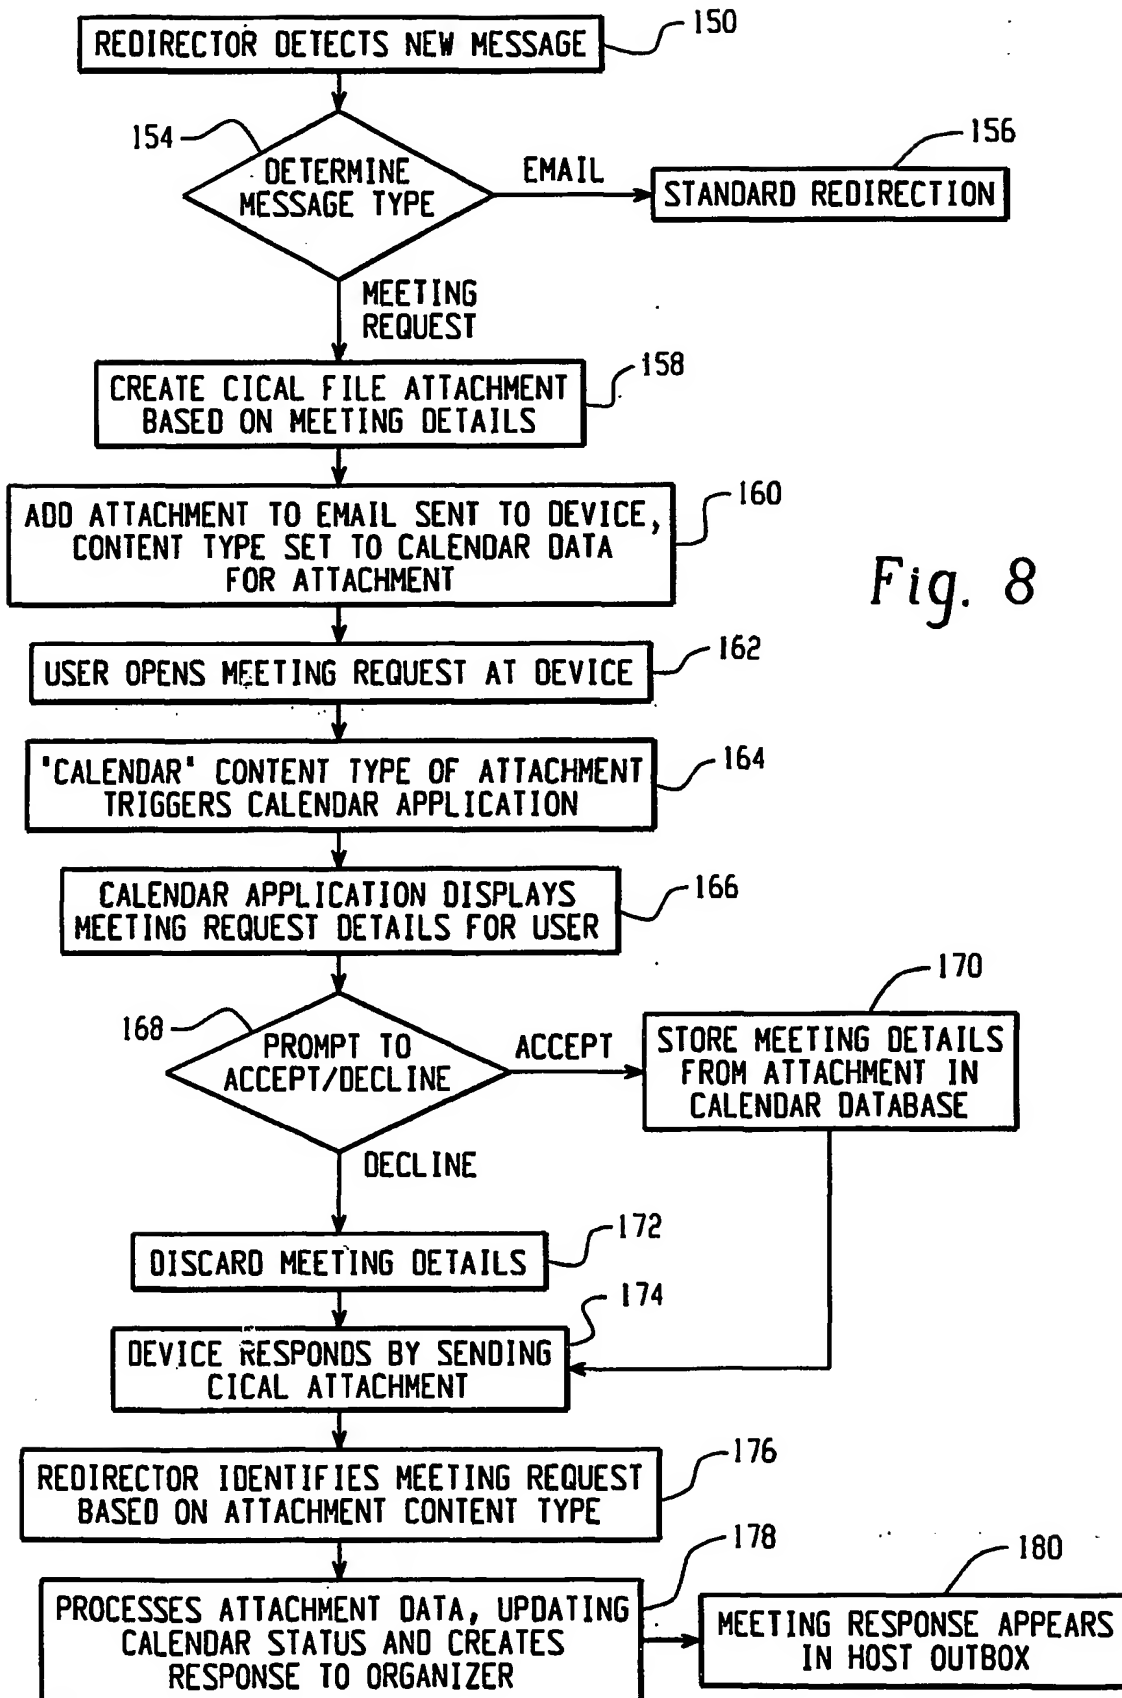 REDIRECTOR DETECTS NEW MESSAGE
150
154
DETERMINE
MESSAGE TYPE
EMAIL
156
STANDARD REDIRECTION
MEETING
REQUEST
158
CREATE CICAL FILE ATTACHMENT
BASED ON MEETING DETAILS
160
ADD ATTACHMENT TO EMAIL SENT TO DEVICE,
CONTENT TYPE SET TO CALENDAR DATA
FOR ATTACHMENT
Fig. 8
162
USER OPENS MEETING REQUEST AT DEVICE
164
"CALENDAR" CONTENT TYPE OF ATTACHMENT
TRIGGERS CALENDAR APPLICATION
166
CALENDAR APPLICATION DISPLAYS
MEETING REQUEST DETAILS FOR USER
168
PROMPT TO
ACCEPT/DECLINE
ACCEPT
170
STORE MEETING DETAILS
FROM ATTACHMENT IN
CALENDAR DATABASE
DECLINE
172
DISCARD MEETING DETAILS
174
DEVICE RESPONDS BY SENDING
CICAL ATTACHMENT
176
REDIRECTOR IDENTIFIES MEETING REQUEST
BASED ON ATTACHMENT CONTENT TYPE
178
PROCESSES ATTACHMENT DATA, UPDATING
CALENDAR STATUS AND CREATES
RESPONSE TO ORGANIZER
180
MEETING RESPONSE APPEARS
IN HOST OUTBOX